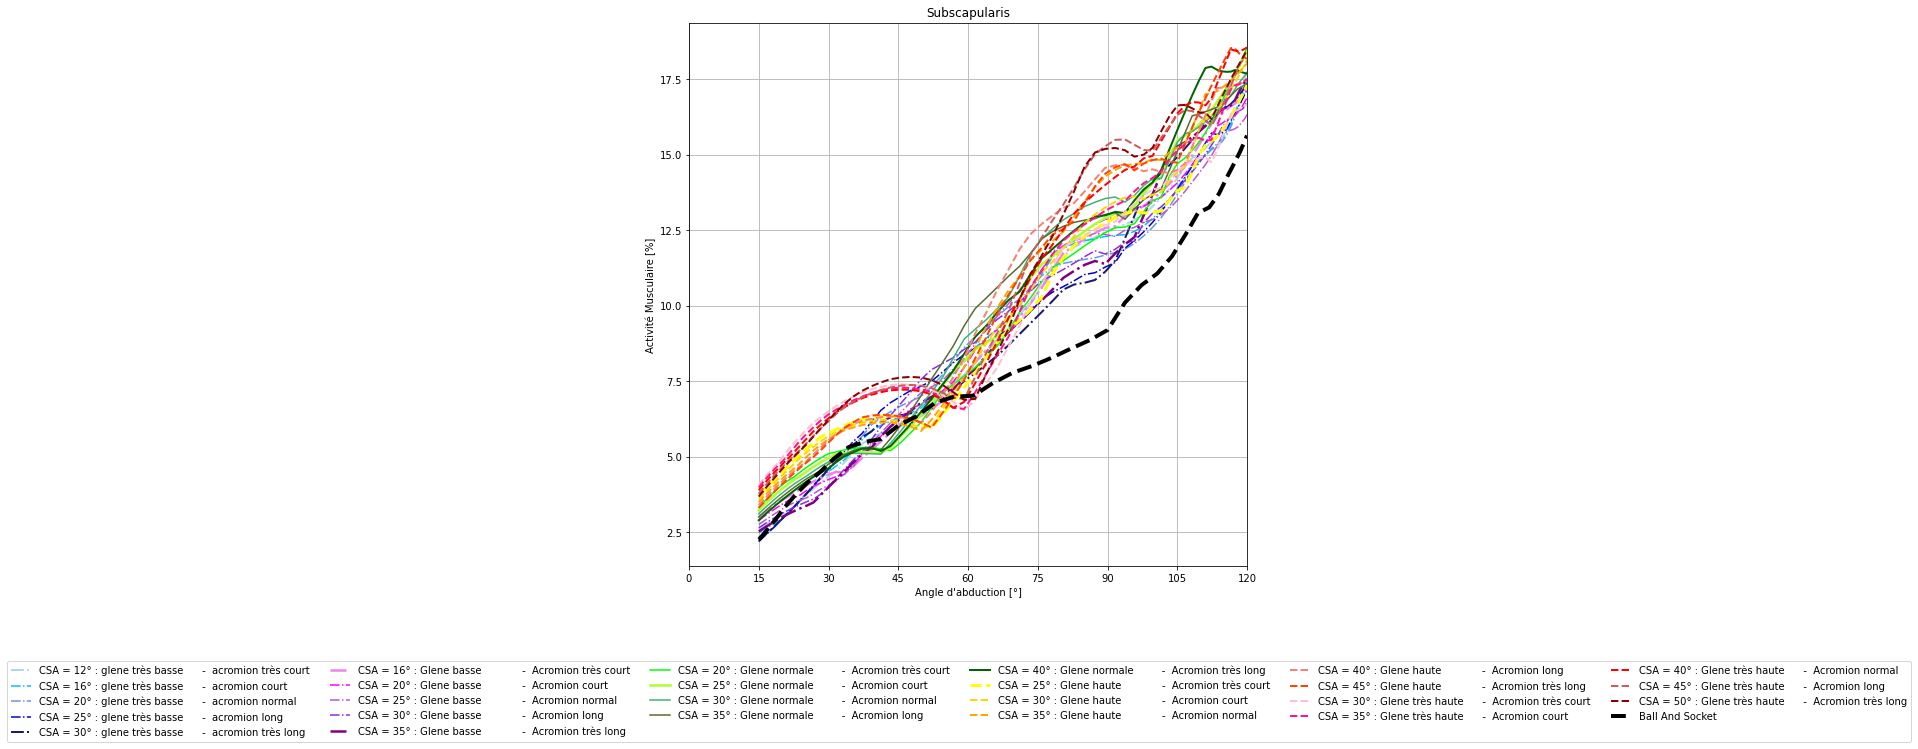 Subscapularis
17.5
15.0
12.5
10.0
7.5
5.0
2.5
Activité Musculaire [%]
0 15 30 45 60 75 90 105 120
Angle d'abduction [°]
CSA = 12° : glene très basse - acromion très court
CSA = 16° : glene très basse - acromion court
CSA = 20° : glene très basse - acromion normal
CSA = 25° : glene très basse - acromion long
CSA = 30° : glene très basse - acromion très long
CSA = 16° : Glene basse - Acromion très court
CSA = 20° : Glene basse - Acromion court
CSA = 25° : Glene basse - Acromion normal
CSA = 30° : Glene basse - Acromion long
CSA = 35° : Glene basse - Acromion très long
CSA = 20° : Glene normale - Acromion très court
CSA = 25° : Glene normale - Acromion court
CSA = 30° : Glene normale - Acromion normal
CSA = 35° : Glene normale - Acromion long
CSA = 40° : Glene normale - Acromion très long
CSA = 25° : Glene haute - Acromion très court
CSA = 30° : Glene haute - Acromion court
CSA = 35° : Glene haute - Acromion normal
CSA = 40° : Glene haute - Acromion long
CSA = 45° : Glene haute - Acromion très long
CSA = 30° : Glene très haute - Acromion très court
CSA = 35° : Glene très haute - Acromion court
CSA = 40° : Glene très haute - Acromion normal
CSA = 45° : Glene très haute - Acromion long
CSA = 50° : Glene très haute - Acromion très long
Ball And Socket